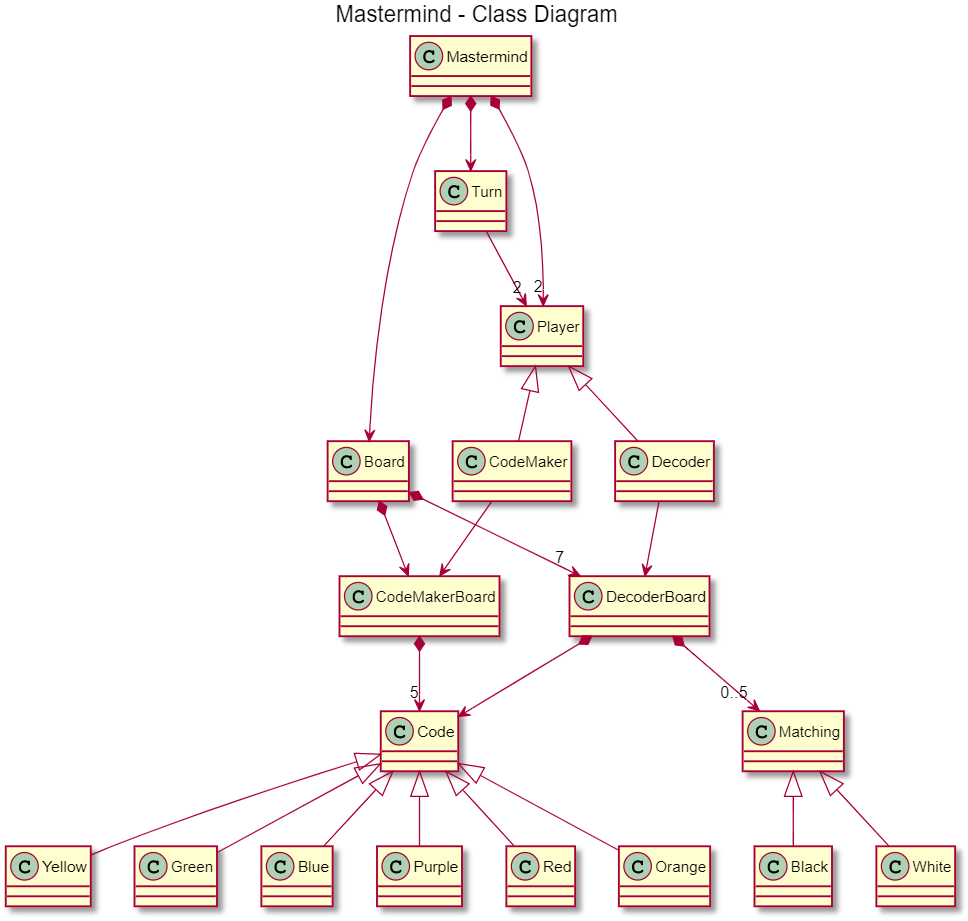 Mastermind - Class Diagram
C Mastermind
C Turn
2
2
C Player
C Board
C CodeMaker
C Decoder
7
C CodeMakerBoard
C DecoderBoard
5
0..5
C Code
C Matching
C Yellow
C Green
C Blue
C Purple
C Red
C Orange
C Black
C White